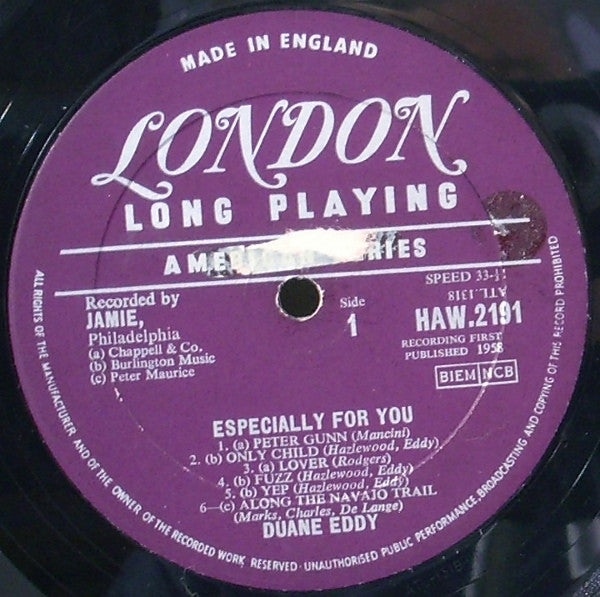 MADE IN ENGLAND
LONDON
LONG PLAYING
Recorded by
JAMIE,
Philadelphia
(a) Chappell & Co.
(b) Burlington Music
(c) Peter Maurice
Side
1
SPEED
ATL.1318
HAW.2191
RECORDING FIRST
PUBLISHED 1958
BIEM NCB
ESPECIALLY FOR YOU
1. (a) PETER GUNN (Mancini)
2. (b) ONLY CHILD (Hazlewood, Eddy)
3. (a) LOVER (Rodgers)
4. (b) FUZZ (Hazlewood, Eddy)
5. (b) YEP (Hazlewood, Eddy)
6—(c) ALONG THE NAVAJO TRAIL
(Marks, Charles, De Lange)
DUANE EDDY
ALL RIGHTS OF THE MANUFACTURER AND OF THE OWNER OF THE RECORDED WORK RESERVED · UNAUTHORISED PUBLIC PERFORMANCE, BROADCASTING AND COPYING OF THIS RECORD PROHIBITED